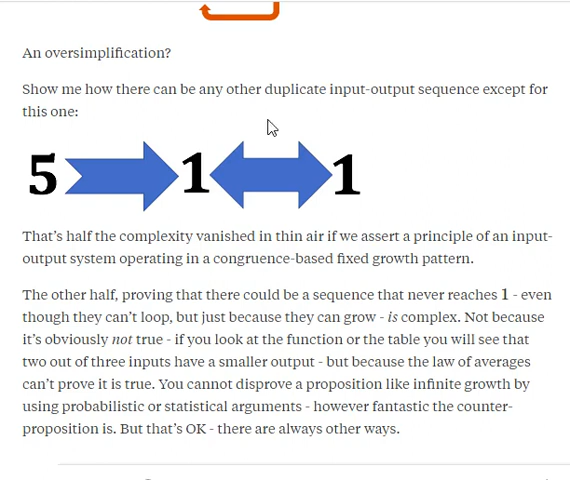 An oversimplification?
Show me how there can be any other duplicate input-output sequence except for
this one:
5 1 1
That’s half the complexity vanished in thin air if we assert a principle of an input-
output system operating in a congruence-based fixed growth pattern.
The other half, proving that there could be a sequence that never reaches 1 - even
though they can’t loop, but just because they can grow - is complex. Not because
it’s obviously not true - if you look at the function or the table you will see that
two out of three inputs have a smaller output - but because the law of averages
can’t prove it is true. You cannot disprove a proposition like infinite growth by
using probabilistic or statistical arguments - however fantastic the counter-
proposition is. But that’s OK - there are always other ways.